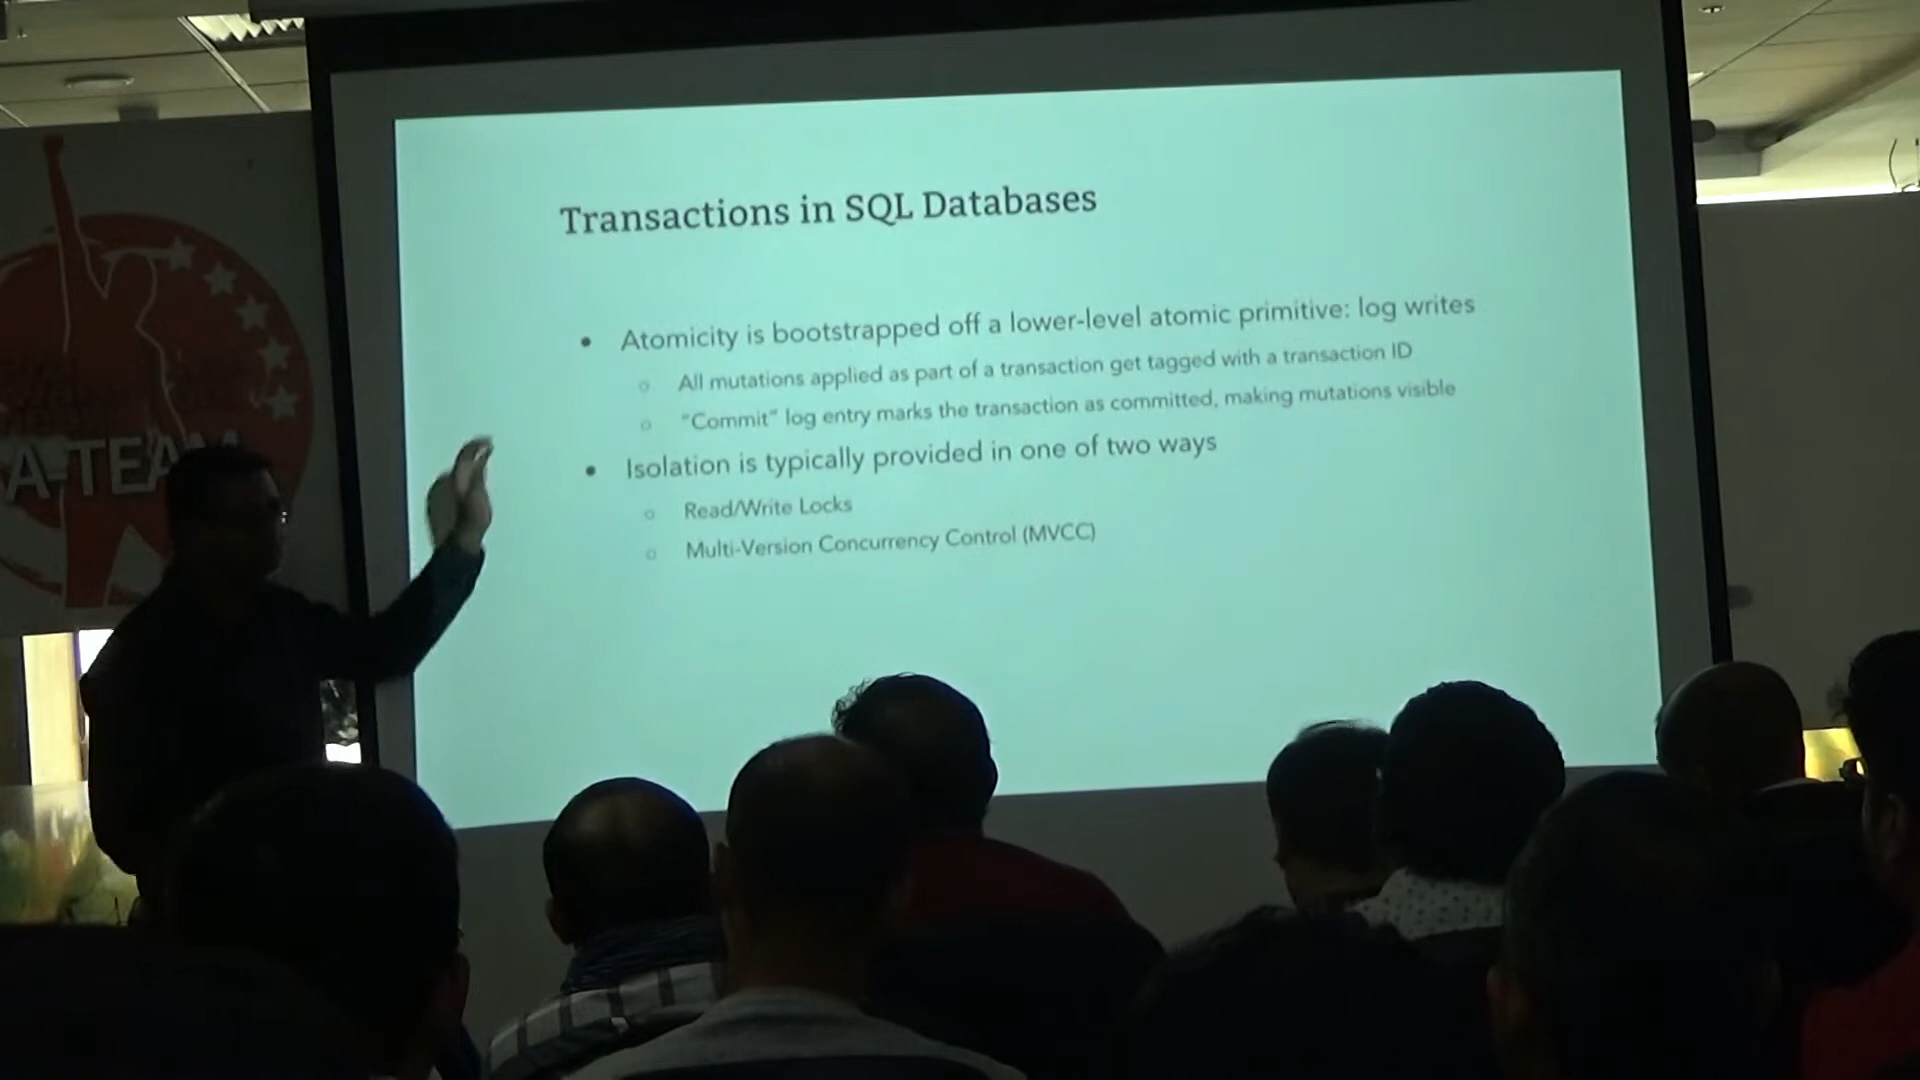 Transactions in SQL Databases
• Atomicity is bootstrapped off a lower-level atomic primitive: log writes
○ All mutations applied as part of a transaction get tagged with a transaction ID
○ “Commit” log entry marks the transaction as committed, making mutations visible
• Isolation is typically provided in one of two ways
○ Read/Write Locks
○ Multi-Version Concurrency Control (MVCC)
A-TEAM